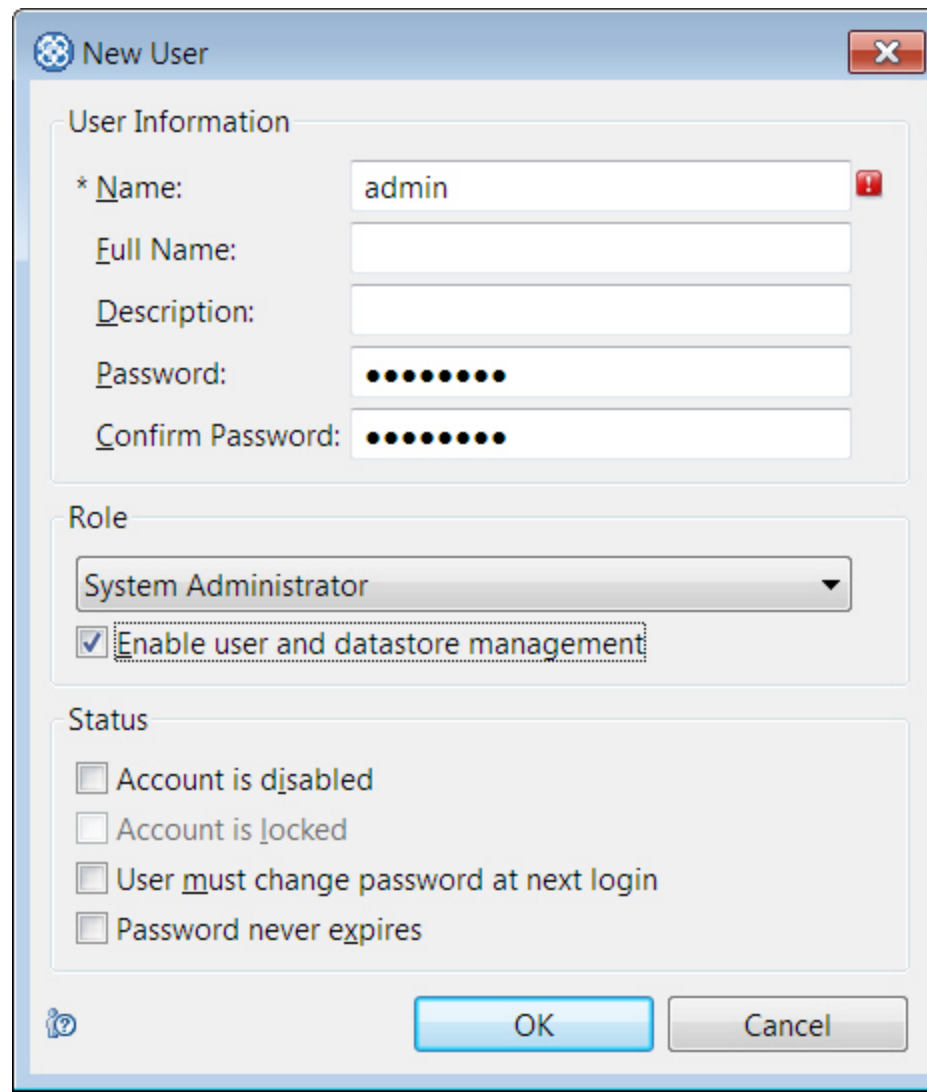 New User
User Information
* Name: admin
Full Name:
Description:
Password: ●●●●●●●●
Confirm Password: ●●●●●●●●
Role
System Administrator
Enable user and datastore management
Status
Account is disabled
Account is locked
User must change password at next login
Password never expires
OK Cancel